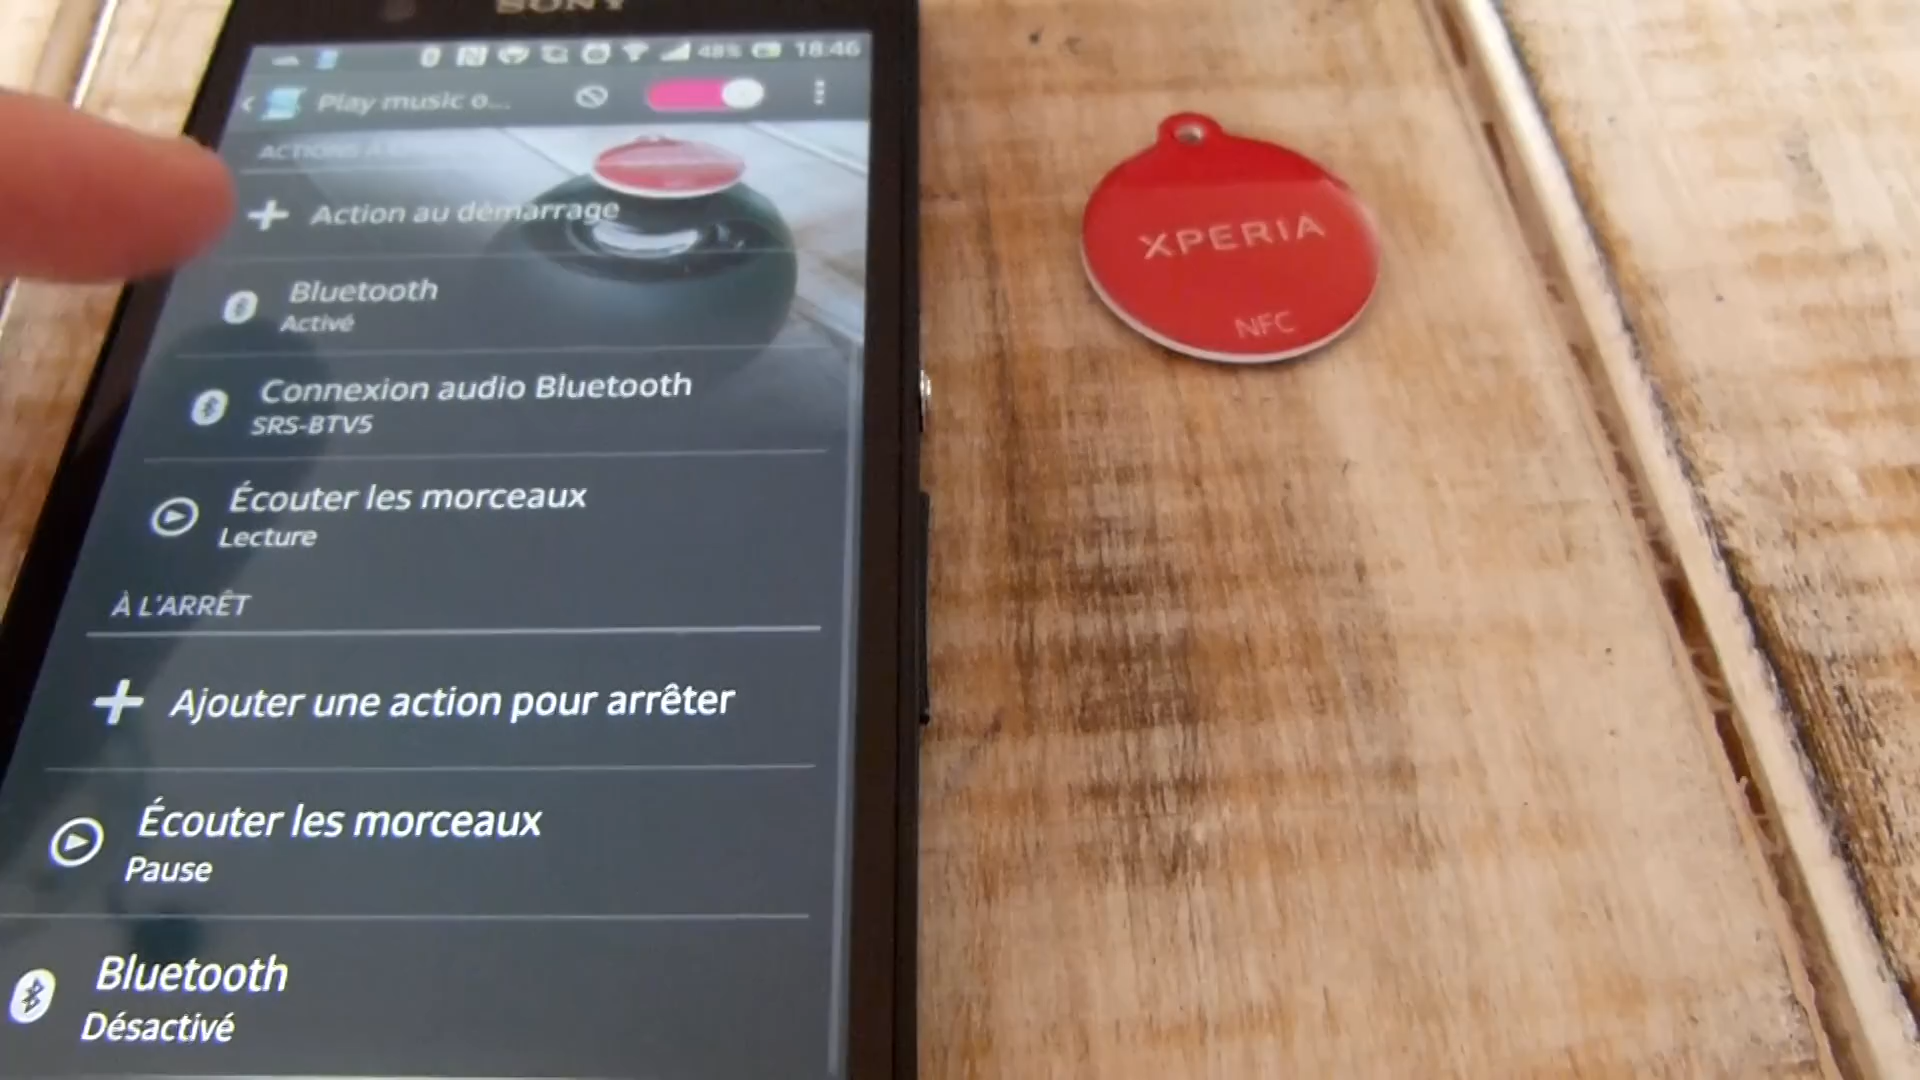 SONY
48% 18:46
Play music o...
ACTIONS À
Action au démarrage
Bluetooth
Activé
Connexion audio Bluetooth
SRS-BTV5
Écouter les morceaux
Lecture
À L'ARRÊT
Ajouter une action pour arrêter
Écouter les morceaux
Pause
Bluetooth
Désactivé
XPERIA
NFC